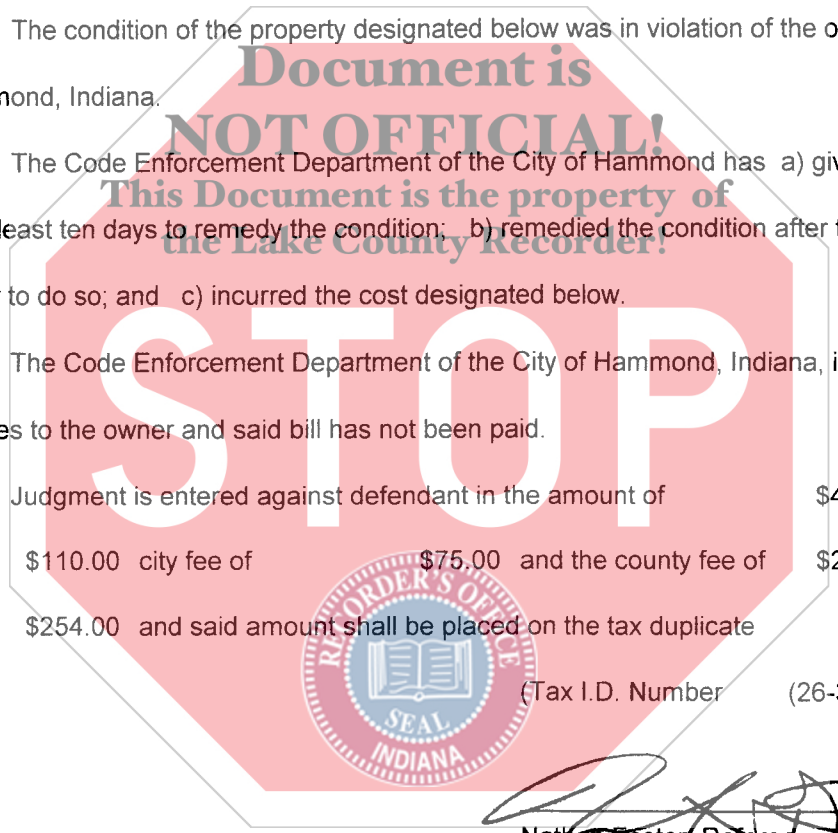 The condition of the property designated below was in violation of the o
Document is
mond, Indiana.
NOT OFFICIAL!
The Code Enforcement Department of the City of Hammond has a) giv
This Document is the property of
least ten days to remedy the condition; b) remedied the condition after
the Lake County Recorder!
to do so; and c) incurred the cost designated below.
STOP
The Code Enforcement Department of the City of Hammond, Indiana, i
es to the owner and said bill has not been paid.
Judgment is entered against defendant in the amount of $4
$110.00 city fee of $75.00 and the county fee of $2
RECORDER'S OFFICE
$254.00 and said amount shall be placed on the tax duplicate
(Tax I.D. Number (26-
SEAL
INDIANA